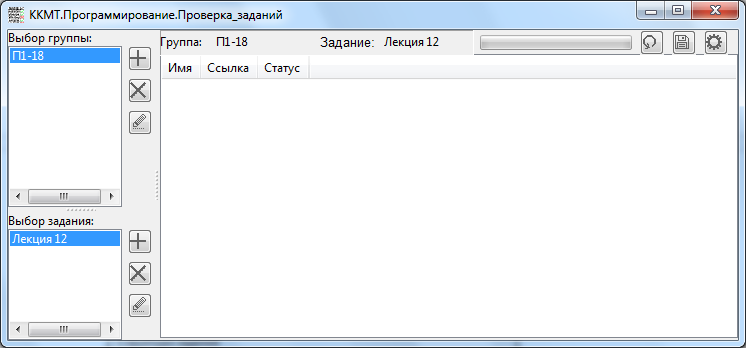 ККМТ.Программирование.Проверка_заданий
Выбор группы:
П1-18
Группа: П1-18 Задание: Лекция 12
Имя Ссылка Статус
Выбор задания:
Лекция 12